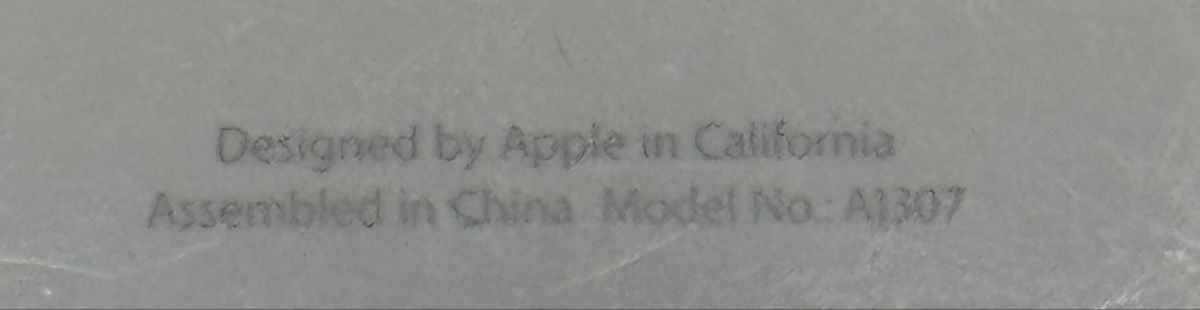 Designed by Apple in California
Assembled in China Model No.: A1307